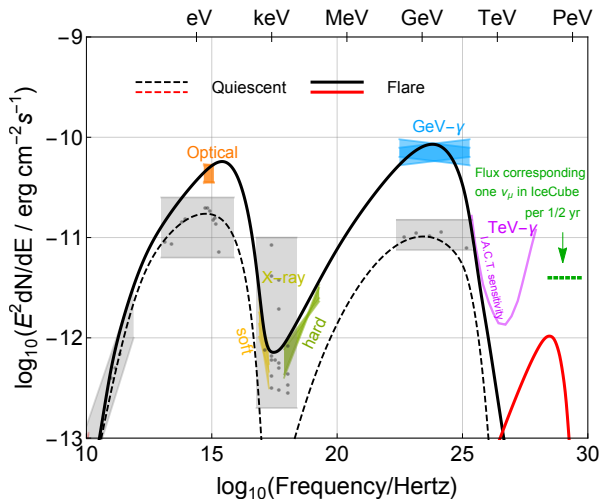 eV keV MeV GeV TeV PeV
-9
-10
-11
-12
-13
log10(E²dN/dE / erg cm⁻² s⁻¹)
Quiescent Flare
Optical
GeV-γ
Flux corresponding
one νμ in IceCube
per 1/2 yr
TeV-γ
I.A.C.T. sensitivity
X-ray
soft
hard
10 15 20 25 30
log10(Frequency/Hertz)